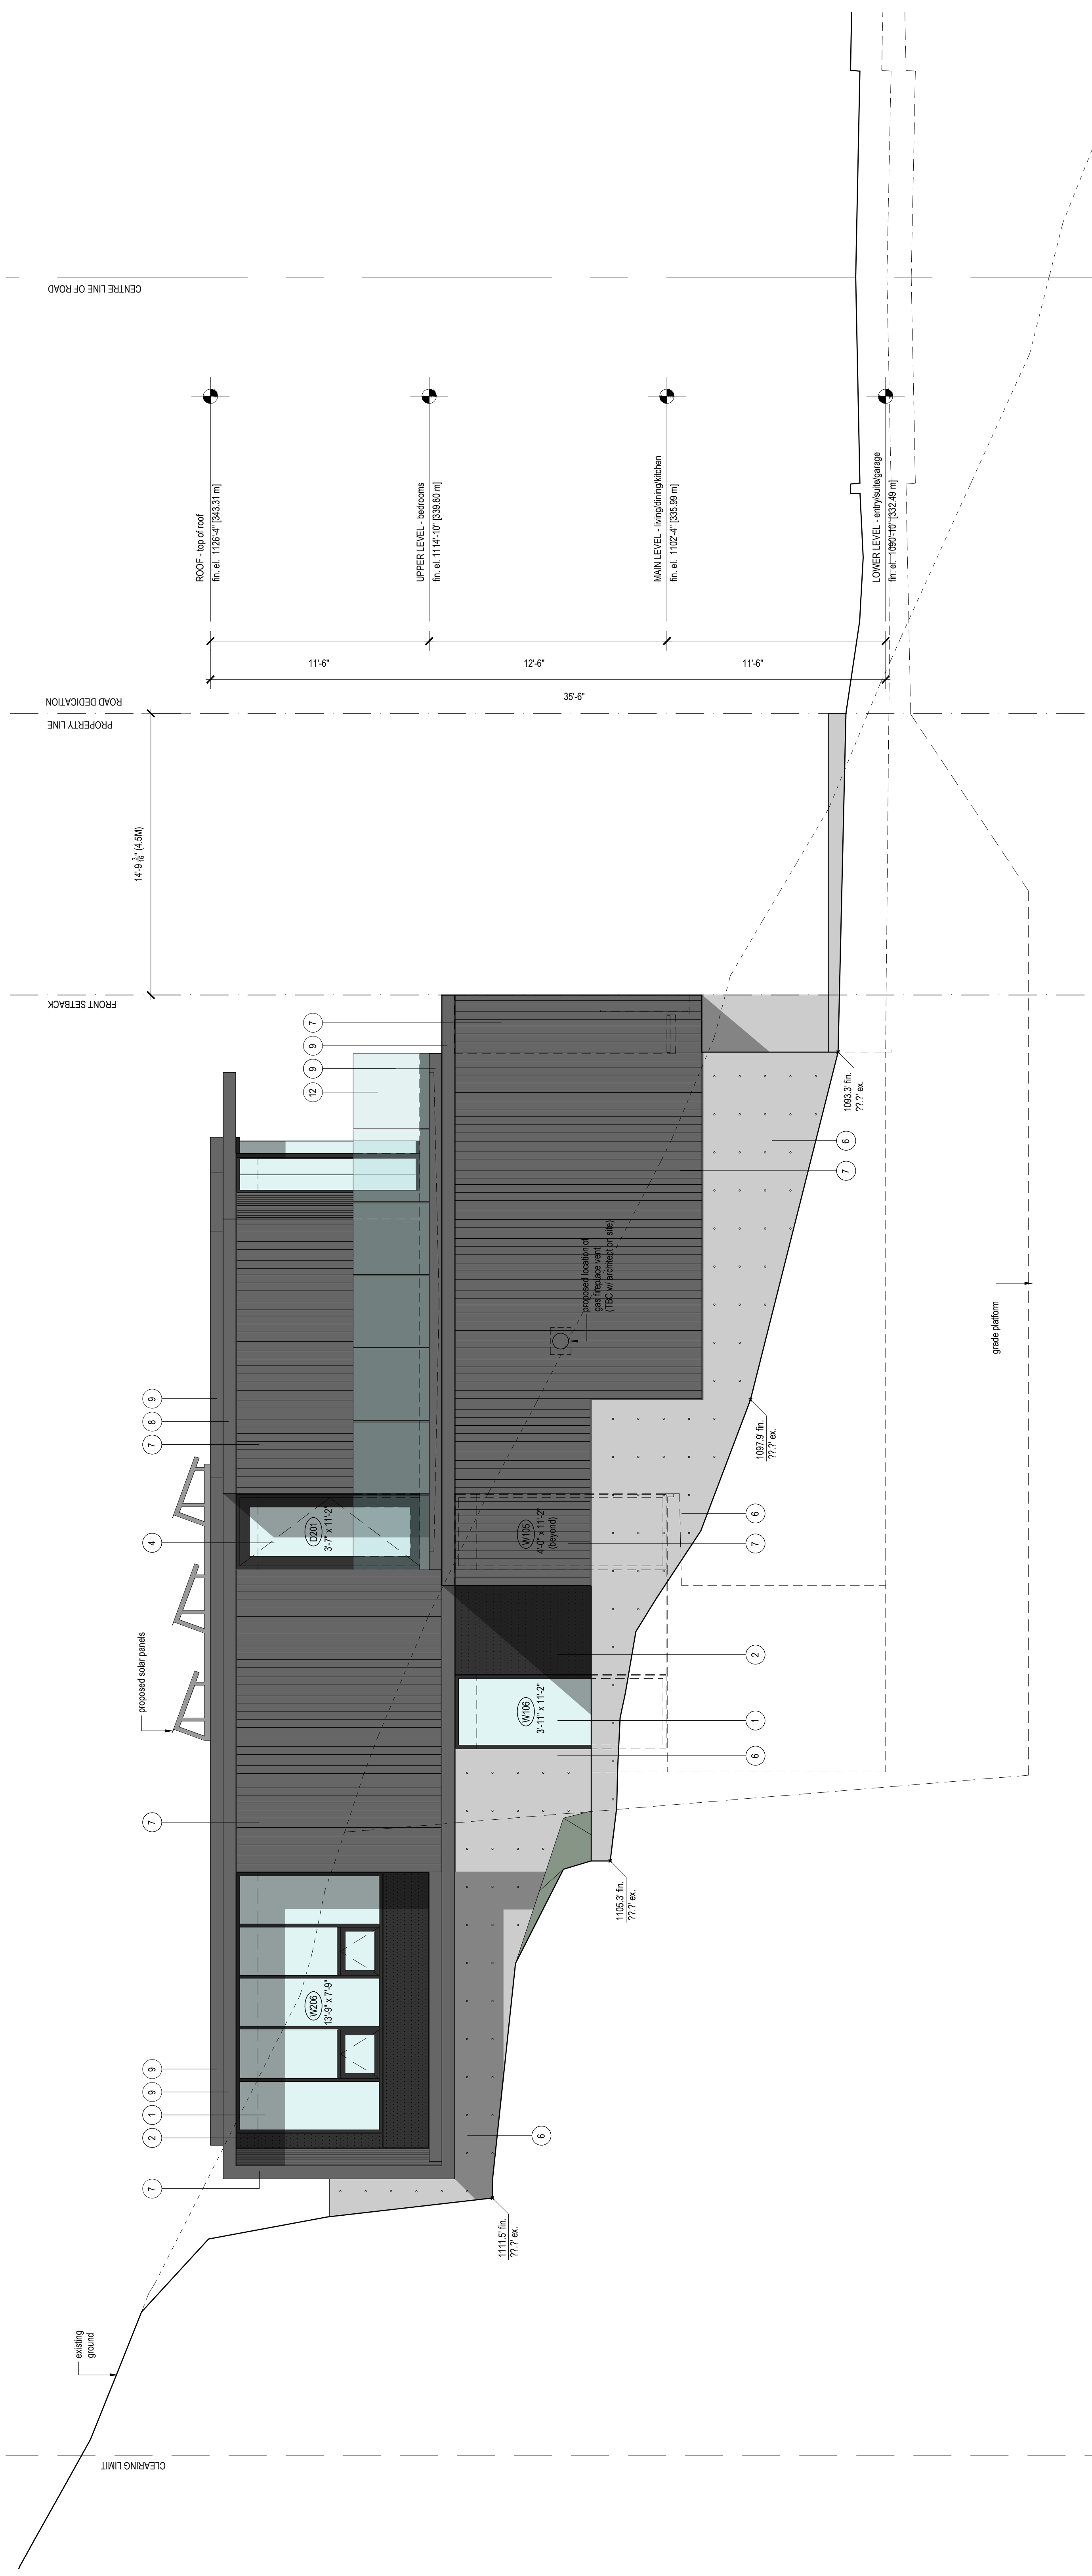 existing
ground
CLEARING LIMIT
proposed solar panels
7
2
1
9
9
7
4
7
8
9
12
9
9
7
FRONT SETBACK
14'-9 3/16" (4.5M)
PROPERTY LINE
ROAD DEDICATION
CENTRE LINE OF ROAD
ROOF - top of roof
fin. el. 1126'-4" [343.31 m]
UPPER LEVEL - bedrooms
fin. el. 1114'-10" [339.80 m]
MAIN LEVEL - living/dining/kitchen
fin. el. 1102'-4" [335.99 m]
LOWER LEVEL - entry/suite/garage
fin. el. 1090'-10" [332.49 m]
11'-6"
12'-6"
11'-6"
35'-6"
W206
13'-9" x 7'-9"
D201
3'-7" x 11'-2"
W106
3'-11" x 11'-2"
W105
4'-0" x 11'-2"
(beyond)
proposed location of
gas fireplace vent
(TBC w/ architect on site)
1111.5' fin.
??.?' ex.
6
1105.3' fin.
??.?' ex.
6
1
2
7
6
1097.9' fin.
??.?' ex.
7
6
1093.3' fin.
??.?' ex.
grade platform